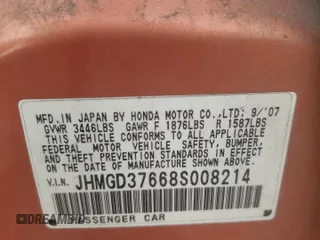 MFD. IN JAPAN BY HONDA MOTOR CO., LTD; 9/'07
GVWR 3446LBS GAWR F 1876LBS R 1587LBS
THIS VEHICLE CONFORMS TO ALL APPLICABLE
FEDERAL MOTOR VEHICLE SAFETY, BUMPER,
AND THEFT PREVENTION STANDARDS IN EFFECT
ON THE DATE OF MANUFACTURE SHOWN ABOVE.
V.I.N. JHMGD37668S008214
PASSENGER CAR
DREAMBID